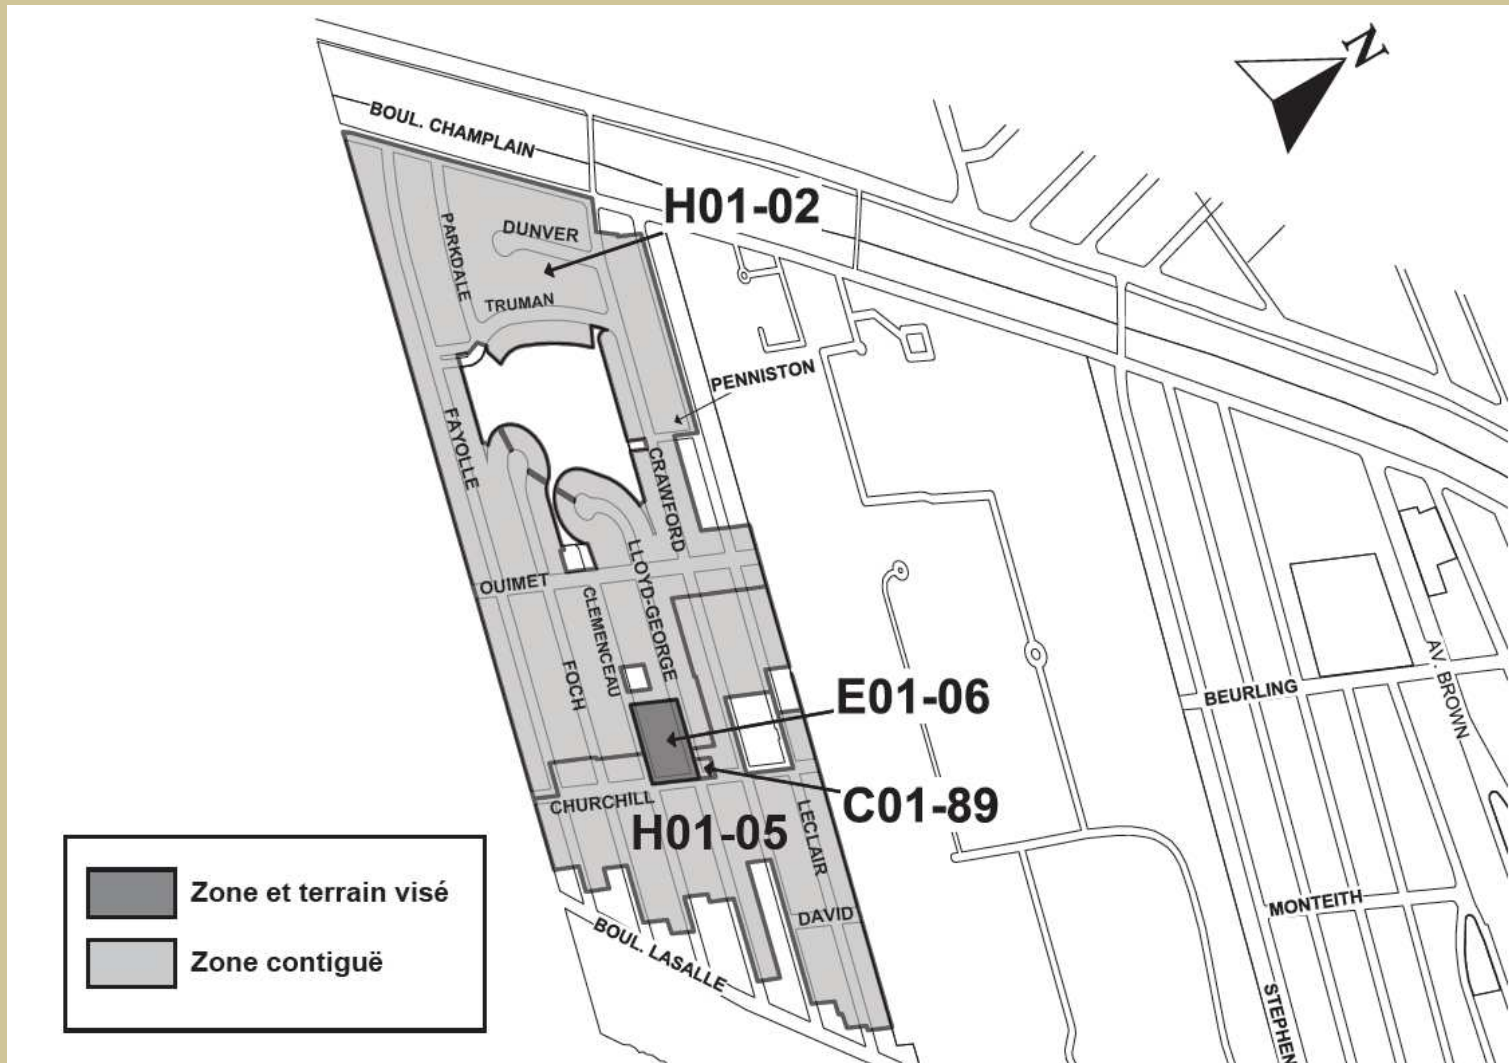 N
BOUL. CHAMPLAIN
H01-02
DUNVER
PARKDALE
TRUMAN
PENNISTON
FAYOLLE
CRAWFORD
OUIMET
LLOYD-GEORGE
CLEMENCEAU
FOCH
E01-06
BEURLING
AV. BROWN
C01-89
CHURCHILL
H01-05
LECLAIR
Zone et terrain visé
MONTEITH
DAVID
BOUL. LASALLE
Zone contiguë
STEPHEN